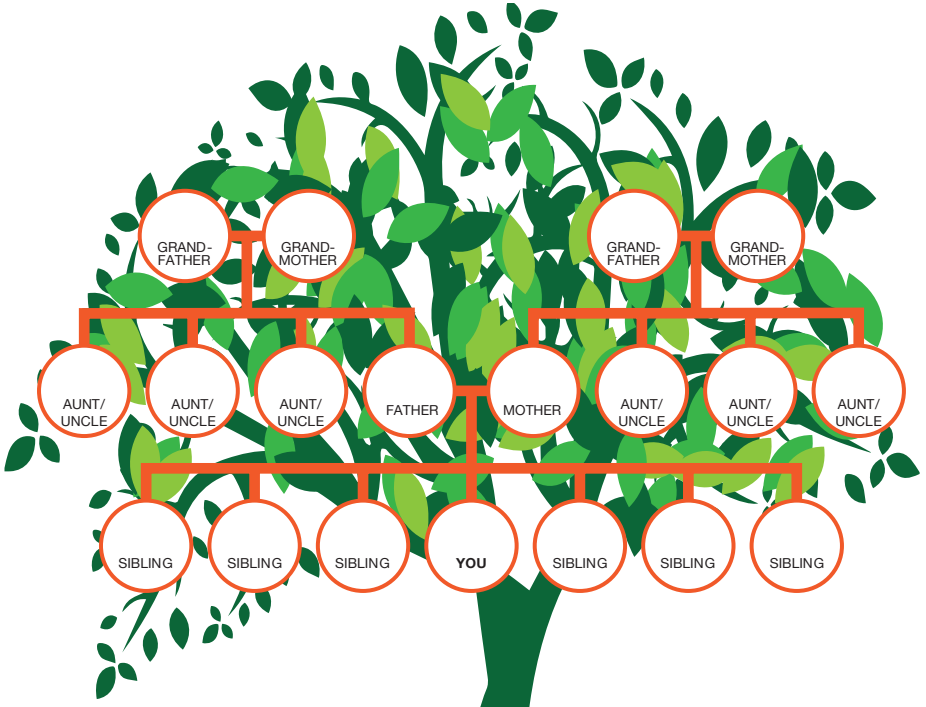 GRAND-
FATHER
GRAND-
MOTHER
GRAND-
FATHER
GRAND-
MOTHER
AUNT/
UNCLE
AUNT/
UNCLE
AUNT/
UNCLE
FATHER
MOTHER
AUNT/
UNCLE
AUNT/
UNCLE
AUNT/
UNCLE
SIBLING
SIBLING
SIBLING
YOU
SIBLING
SIBLING
SIBLING